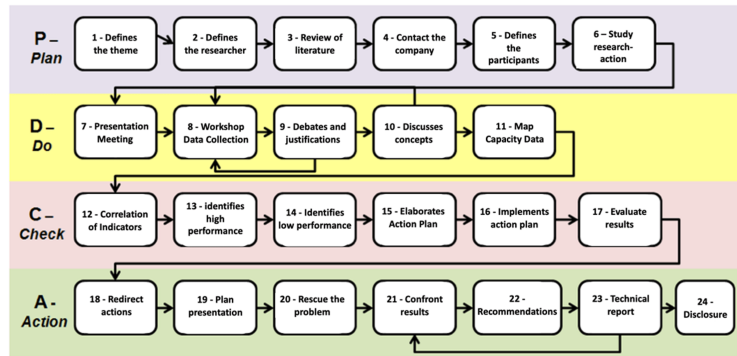 P –
Plan
1 - Defines
the theme
2 - Defines
the researcher
3 - Review of
literature
4 - Contact the
company
5 - Defines
the
participants
6 – Study
research-
action
D –
Do
7 - Presentation
Meeting
8 - Workshop
Data Collection
9 - Debates and
justifications
10 - Discusses
concepts
11 - Map
Capacity Data
C –
Check
12 - Correlation
of Indicators
13 - identifies
high
performance
14 - Identifies
low performance
15 - Elaborates
Action Plan
16 - Implements
action plan
17 - Evaluate
results
A -
Action
18 - Redirect
actions
19 - Plan
presentation
20 - Rescue the
problem
21 - Confront
results
22 -
Recommendations
23 - Technical
report
24 -
Disclosure